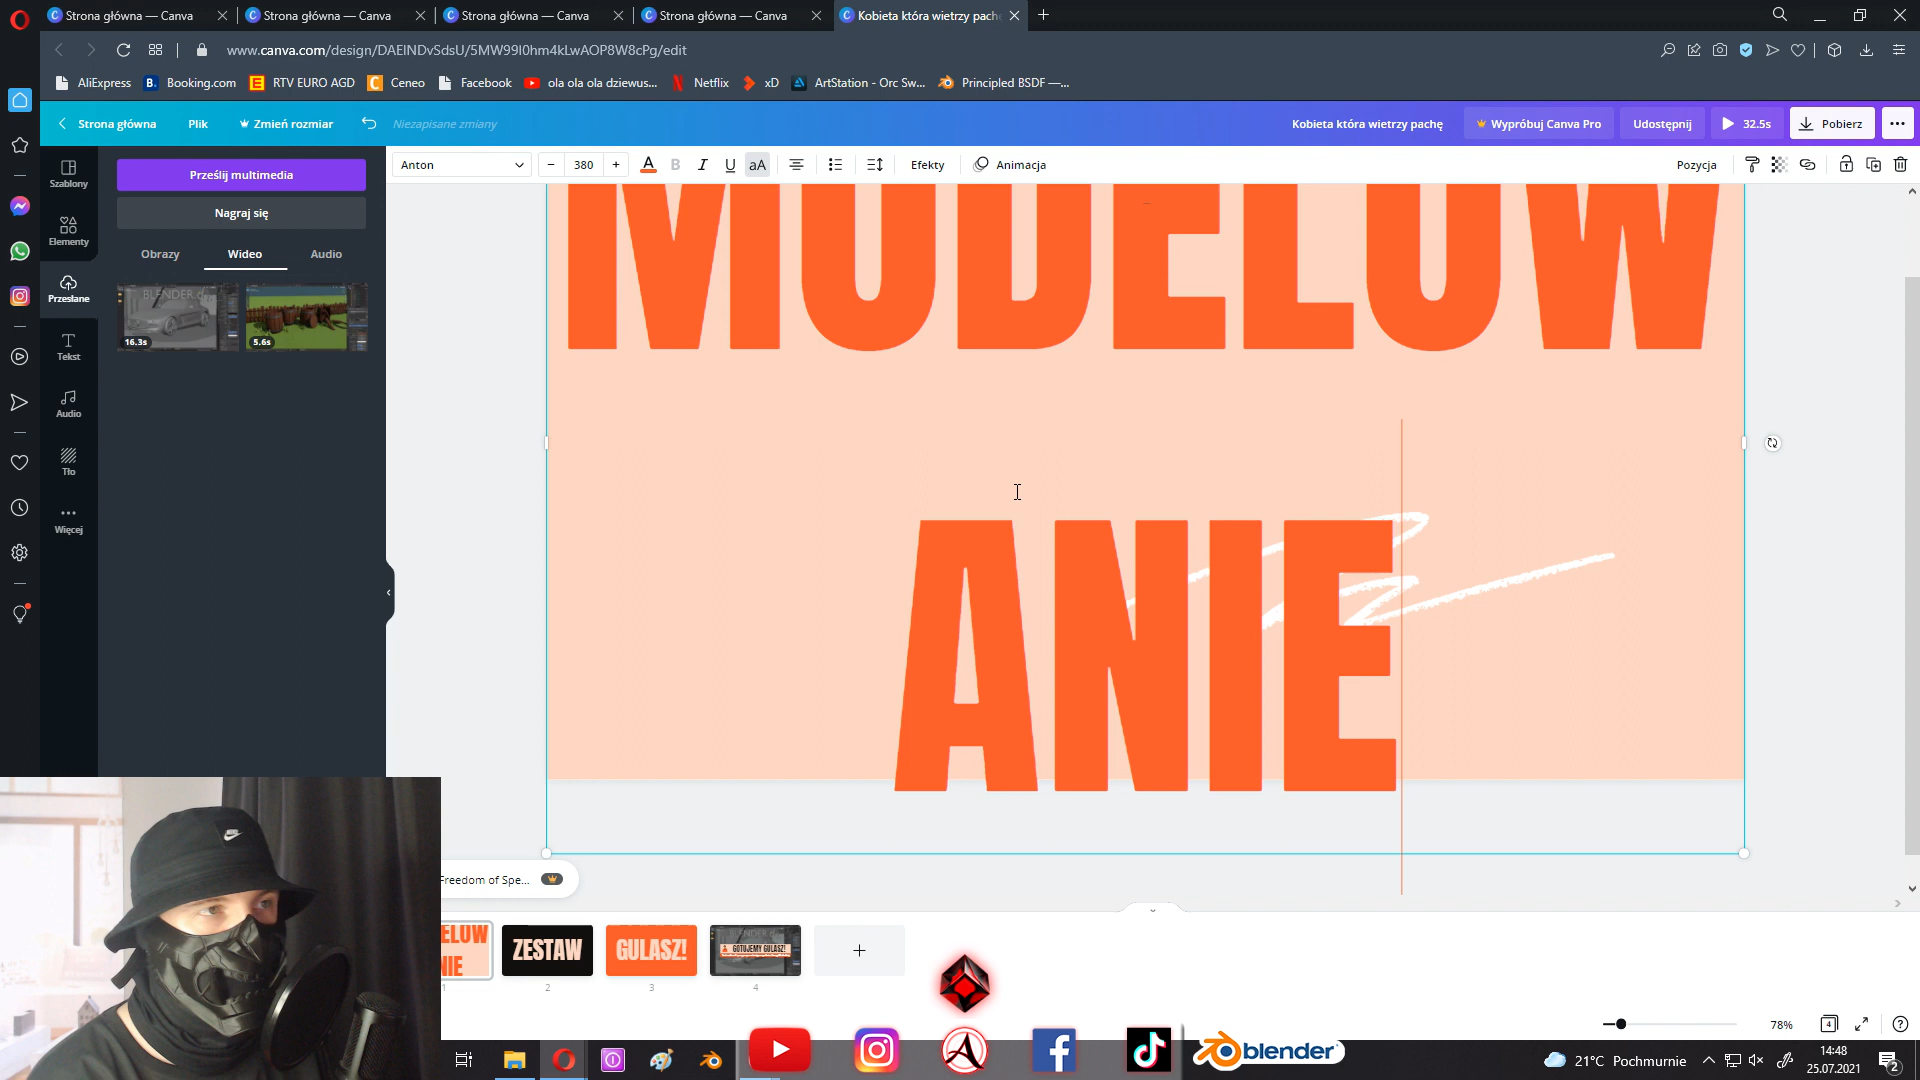 Strona główna — Canva
Strona główna — Canva
Strona główna — Canva
Strona główna — Canva
Kobieta która wietrzy pach
www.canva.com/design/DAEINDvSdsU/5MW99I0hm4kLwAOP8W8cPg/edit
AliExpress
Booking.com
RTV EURO AGD
Ceneo
Facebook
ola ola ola dziewus...
Netflix
xD
ArtStation - Orc Sw...
Principled BSDF —...
Strona główna
Plik
Zmień rozmiar
Niezapisane zmiany
Kobieta która wietrzy pachę
Wypróbuj Canva Pro
Udostępnij
32.5s
Pobierz
Anton
380
A
B
I
U
aA
Efekty
Animacja
Pozycja
Szablony
Elementy
Przesłane
Tekst
Audio
Tło
Więcej
Prześlij multimedia
Nagraj się
Obrazy
Wideo
Audio
BLENDER.
16.3s
5.6s
MODELOW
ANIE
Freedom of Spe...
ELOW
NIE
ZESTAW
GULASZ!
GOTUJEMY GULASZ!
1
2
3
4
78%
4
blender
21°C Pochmurnie
14:48
25.07.2021
2